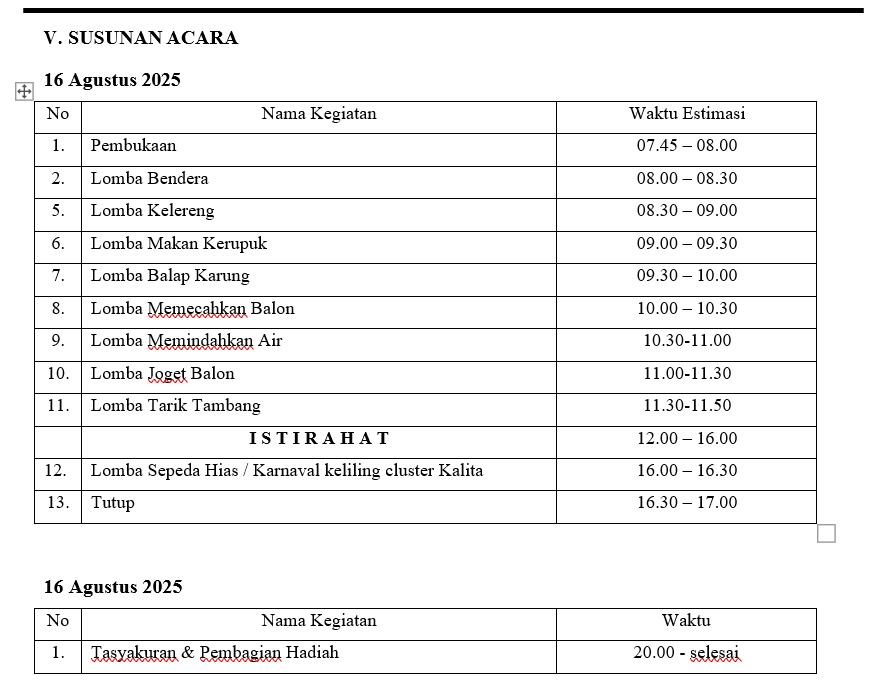 V. SUSUNAN ACARA
16 Agustus 2025
No Nama Kegiatan Waktu Estimasi
1. Pembukaan 07.45 – 08.00
2. Lomba Bendera 08.00 – 08.30
5. Lomba Kelereng 08.30 – 09.00
6. Lomba Makan Kerupuk 09.00 – 09.30
7. Lomba Balap Karung 09.30 – 10.00
8. Lomba Memecahkan Balon 10.00 – 10.30
9. Lomba Memindahkan Air 10.30-11.00
10. Lomba Joget Balon 11.00-11.30
11. Lomba Tarik Tambang 11.30-11.50
I S T I R A H A T 12.00 – 16.00
12. Lomba Sepeda Hias / Karnaval keliling cluster Kalita 16.00 – 16.30
13. Tutup 16.30 – 17.00
16 Agustus 2025
No Nama Kegiatan Waktu
1. Tasyakuran & Pembagian Hadiah 20.00 - selesai